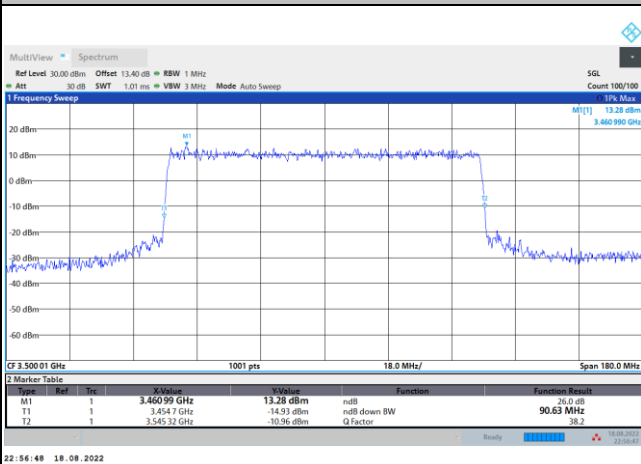 MultiView Spectrum
Ref Level 30.00 dBm Offset 13.40 dB RBW 1 MHz SGL
Att 30 dB SWT 1.01 ms VBW 3 MHz Mode Auto Sweep Count 100/100
1 Frequency Sweep 1Pk Max
M1[1] 13.28 dBm
3.460 990 GHz
20 dBm
M1
10 dBm
0 dBm
-10 dBm
T2
-20 dBm
-30 dBm
-40 dBm
-50 dBm
-60 dBm
CF 3.500 01 GHz 1001 pts 18.0 MHz/ Span 180.0 MHz
2 Marker Table
Type Ref Trc X-Value Y-Value Function Function Result
M1 1 3.460 99 GHz 13.28 dBm ndB 26.0 dB
T1 1 3.454 7 GHz -14.93 dBm ndB down BW 90.63 MHz
T2 1 3.545 32 GHz -10.96 dBm Q Factor 38.2
Ready 18.08.2022
22:56:47
22:56:48 18.08.2022